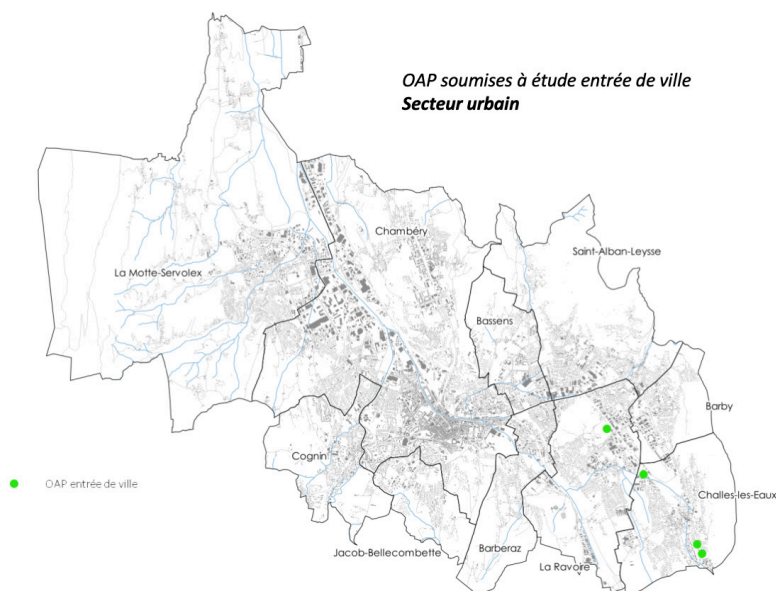 OAP soumises à étude entrée de ville
Secteur urbain
Chambéry
Saint-Alban-Leysse
La Motte-Servolex
Bassens
Barby
Cognin
OAP entrée de ville
Challes-les-Eaux
Jacob-Bellecombette
Barberaz
La Ravoire